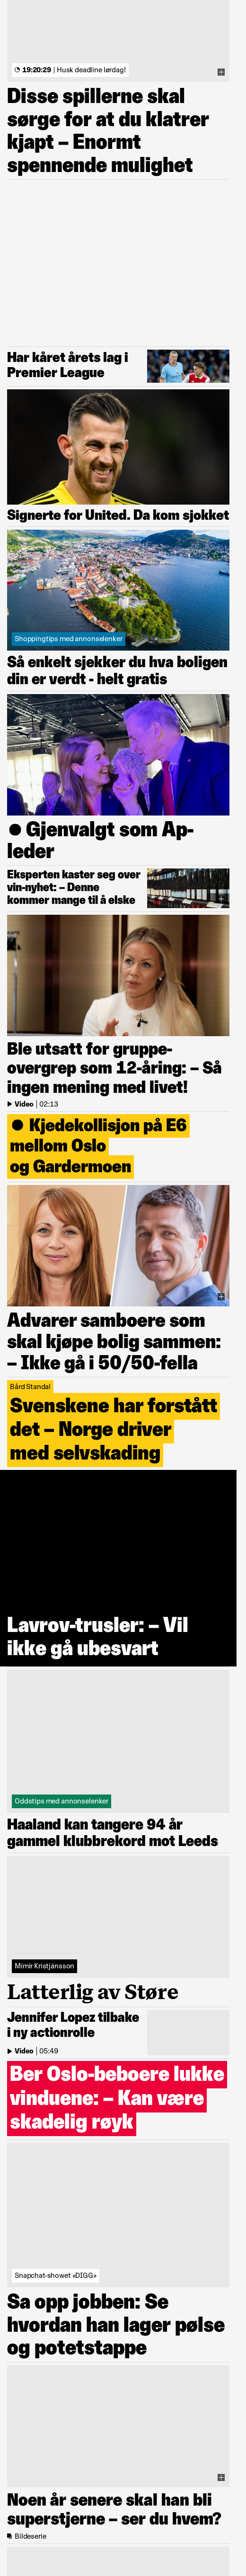 19:20:29 | Husk deadline lørdag!
Disse spillerne skal
sørge for at du klatrer
kjapt – Enormt
spennende mulighet
Har kåret årets lag i
Premier League
Signerte for United. Da kom sjokket
Shoppingtips med annonselenker
Så enkelt sjekker du hva boligen
din er verdt - helt gratis
● Gjenvalgt som Ap-
leder
Eksperten kaster seg over
vin-nyhet: – Denne
kommer mange til å elske
Ble utsatt for gruppe-
overgrep som 12-åring: – Så
ingen mening med livet!
Video | 02:13
● Kjedekollisjon på E6
mellom Oslo
og Gardermoen
Advarer samboere som
skal kjøpe bolig sammen:
– Ikke gå i 50/50-fella
Bård Standal
Svenskene har forstått
det – Norge driver
med selvskading
Lavrov-trusler: – Vil
ikke gå ubesvart
Oddstips med annonselenker
Haaland kan tangere 94 år
gammel klubbrekord mot Leeds
Mímir Kristjánsson
Latterlig av Støre
Jennifer Lopez tilbake
i ny actionrolle
Video | 05:49
Ber Oslo-beboere lukke
vinduene: – Kan være
skadelig røyk
Snapchat-showet «DIGG»
Sa opp jobben: Se
hvordan han lager pølse
og potetstappe
Noen år senere skal han bli
superstjerne – ser du hvem?
Bildeserie